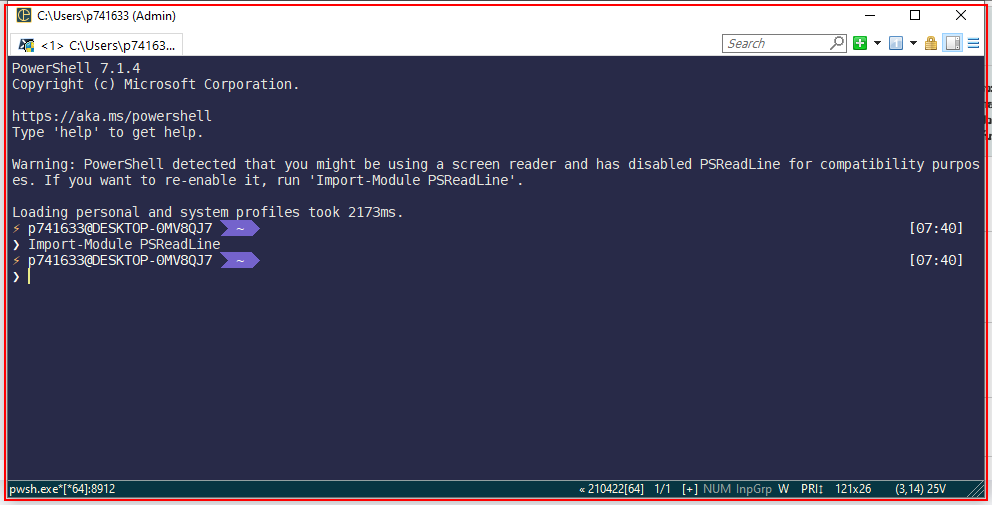 C:\Users\p741633 (Admin)
<1> C:\Users\p74163...
Search
PowerShell 7.1.4
Copyright (c) Microsoft Corporation.
https://aka.ms/powershell
Type 'help' to get help.
Warning: PowerShell detected that you might be using a screen reader and has disabled PSReadLine for compatibility purpos
es. If you want to re-enable it, run 'Import-Module PSReadLine'.
Loading personal and system profiles took 2173ms.
⚡ p741633@DESKTOP-0MV8QJ7 ~ [07:40]
❯ Import-Module PSReadLine
⚡ p741633@DESKTOP-0MV8QJ7 ~ [07:40]
❯
pwsh.exe*[*64]:8912 « 210422[64] 1/1 [+] NUM InpGrp W PRI↕ 121x26 (3,14) 25V